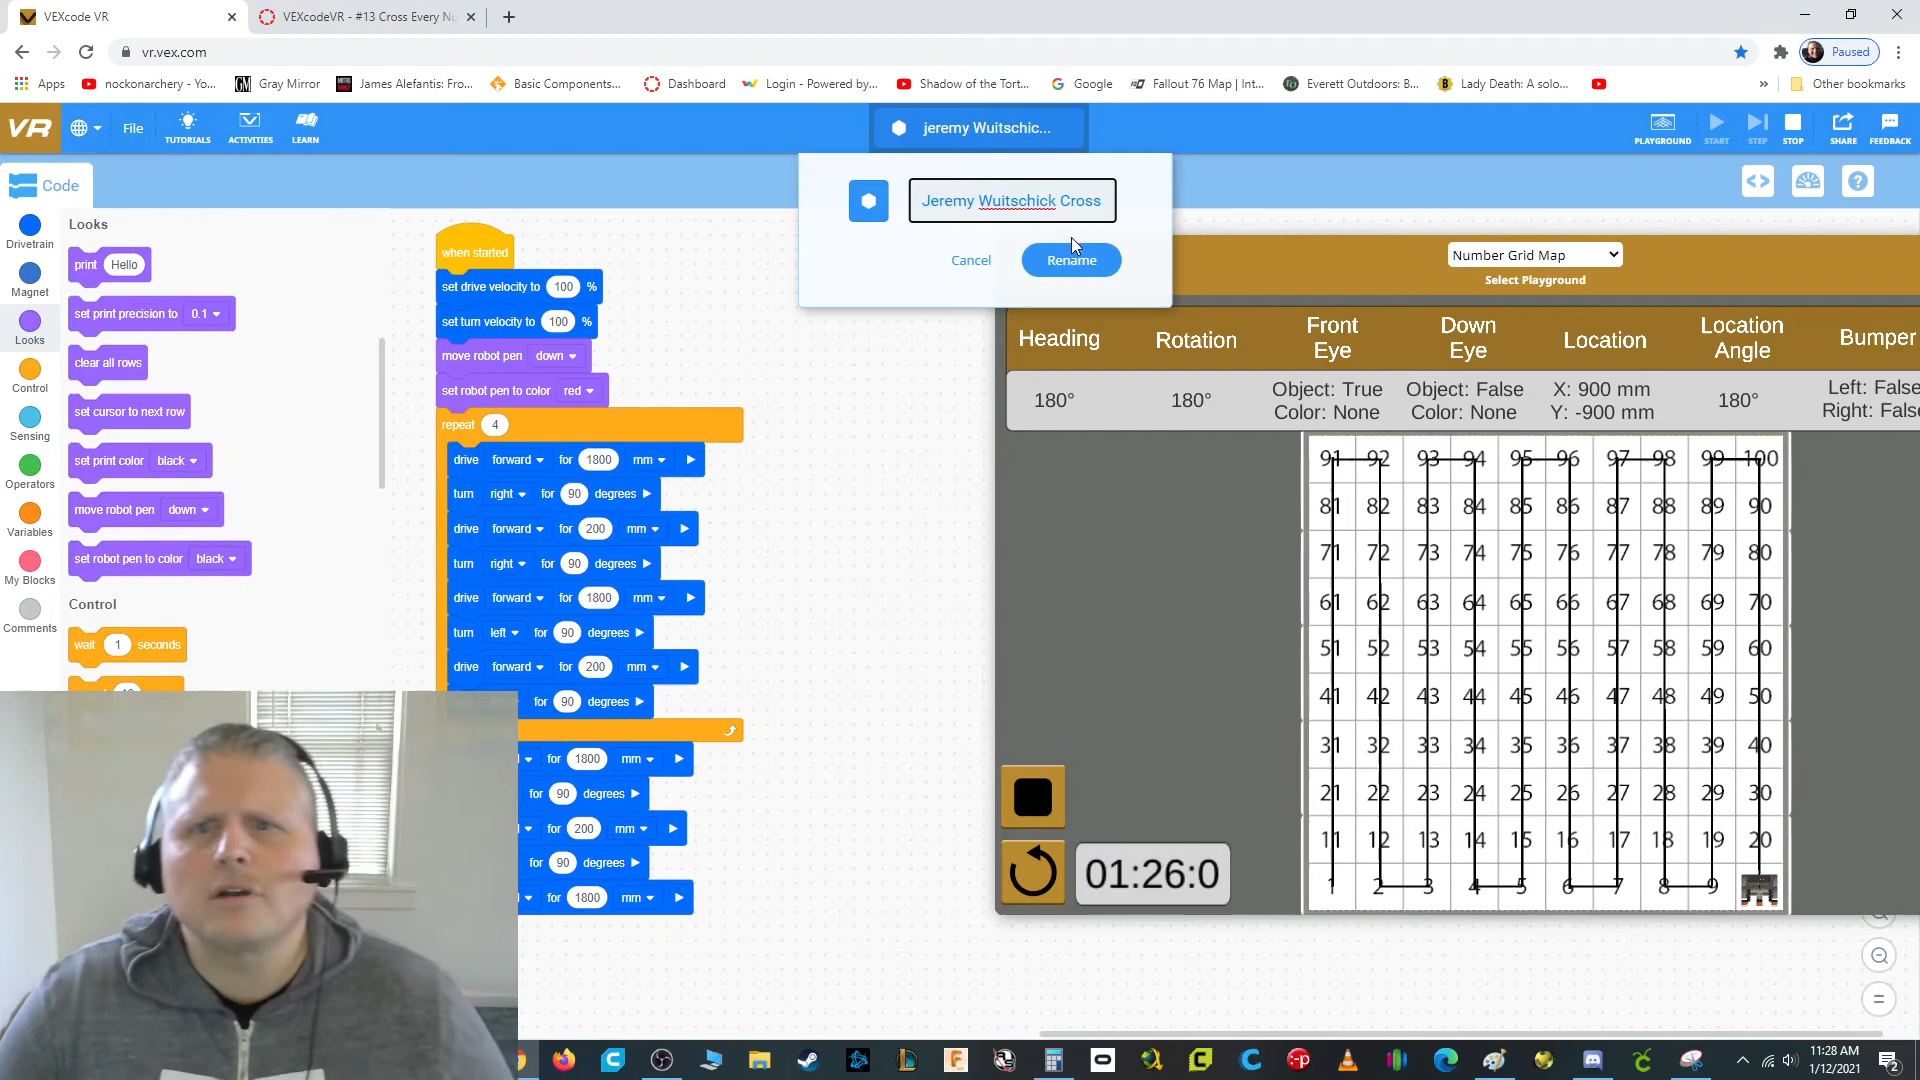 VEXcode VR
VEXcodeVR - #13 Cross Every Nu
vr.vex.com
Paused
Apps
nockonarchery - Yo...
Gray Mirror
James Alefantis: Fro...
Basic Components...
Dashboard
Login - Powered by...
Shadow of the Tort...
Google
Fallout 76 Map | Int...
Everett Outdoors: B...
Lady Death: A solo...
»
Other bookmarks
VR
File
TUTORIALS
ACTIVITIES
LEARN
jeremy Wuitschic...
PLAYGROUND
START
STEP
STOP
SHARE
FEEDBACK
Code
Jeremy Wuitschick Cross
Cancel
Rename
Drivetrain
Magnet
Looks
Control
Sensing
Operators
Variables
My Blocks
Comments
Looks
print Hello
set print precision to 0.1
clear all rows
set cursor to next row
set print color black
move robot pen down
set robot pen to color black
Control
wait 1 seconds
when started
set drive velocity to 100 %
set turn velocity to 100 %
move robot pen down
set robot pen to color red
repeat 4
drive forward for 1800 mm
turn right for 90 degrees
drive forward for 200 mm
turn right for 90 degrees
drive forward for 1800 mm
turn left for 90 degrees
drive forward for 200 mm
for 90 degrees
for 1800 mm
for 90 degrees
for 200 mm
for 90 degrees
for 1800 mm
Number Grid Map
Select Playground
Heading
Rotation
Front Eye
Down Eye
Location
Location Angle
Bumper
180°
180°
Object: True
Color: None
Object: False
Color: None
X: 900 mm
Y: -900 mm
180°
Left: False
Right: False
91 92 93 94 95 96 97 98 99 100
81 82 83 84 85 86 87 88 89 90
71 72 73 74 75 76 77 78 79 80
61 62 63 64 65 66 67 68 69 70
51 52 53 54 55 56 57 58 59 60
41 42 43 44 45 46 47 48 49 50
31 32 33 34 35 36 37 38 39 40
21 22 23 24 25 26 27 28 29 30
11 12 13 14 15 16 17 18 19 20
1 2 3 4 5 6 7 8 9
01:26:0
11:28 AM
1/12/2021
2